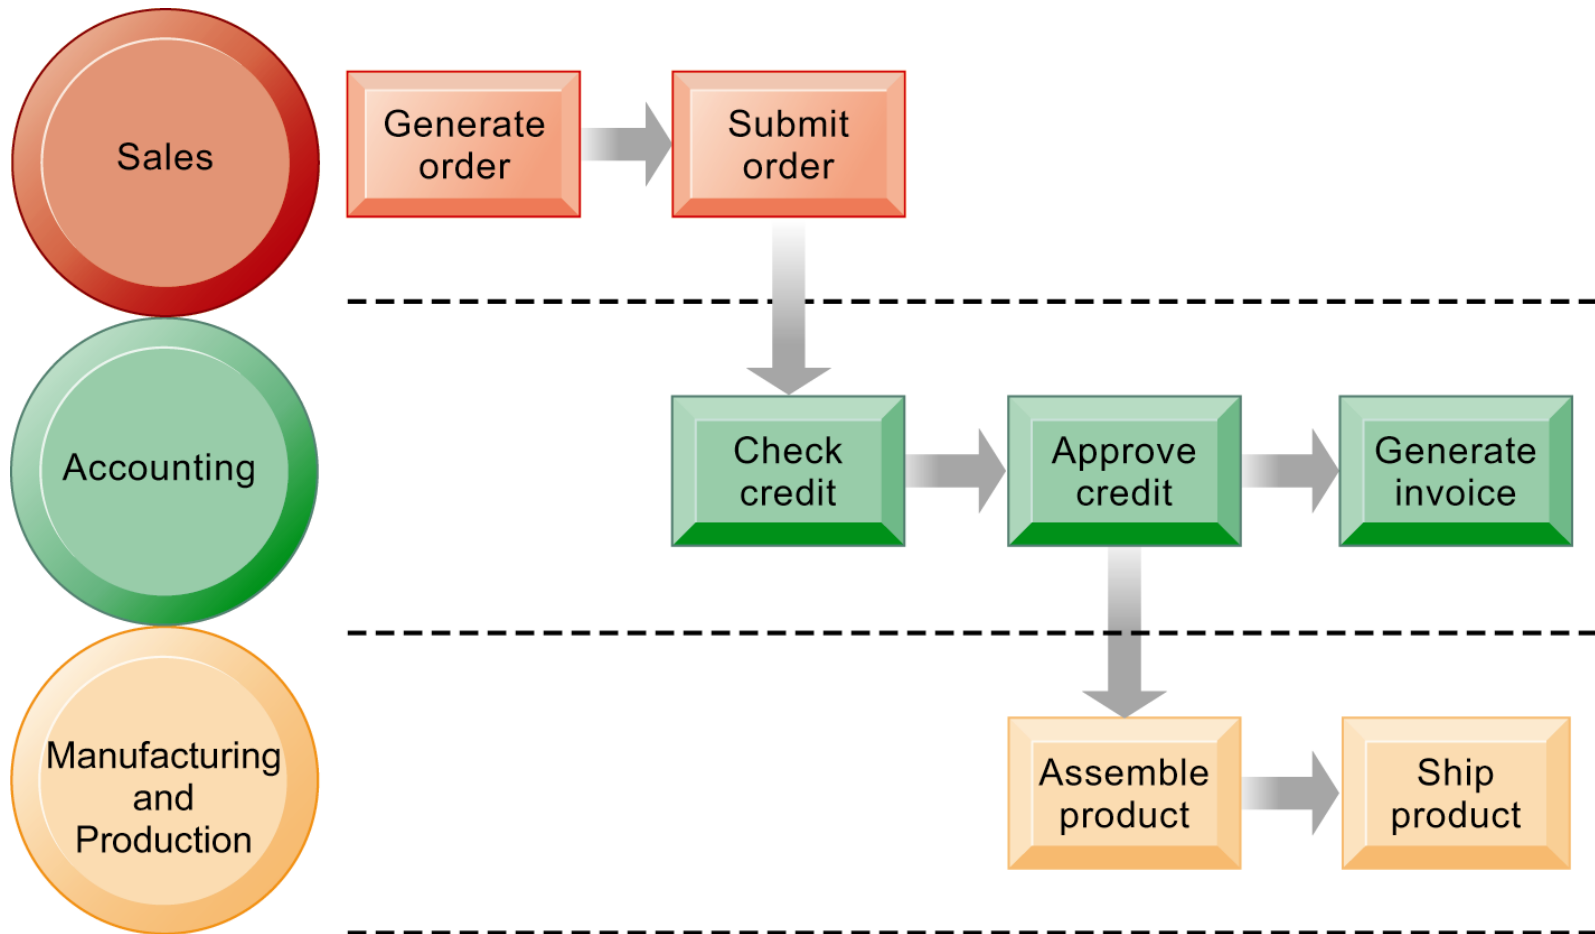 Sales
Generate
order
Submit
order
Accounting
Check
credit
Approve
credit
Generate
invoice
Manufacturing
and
Production
Assemble
product
Ship
product